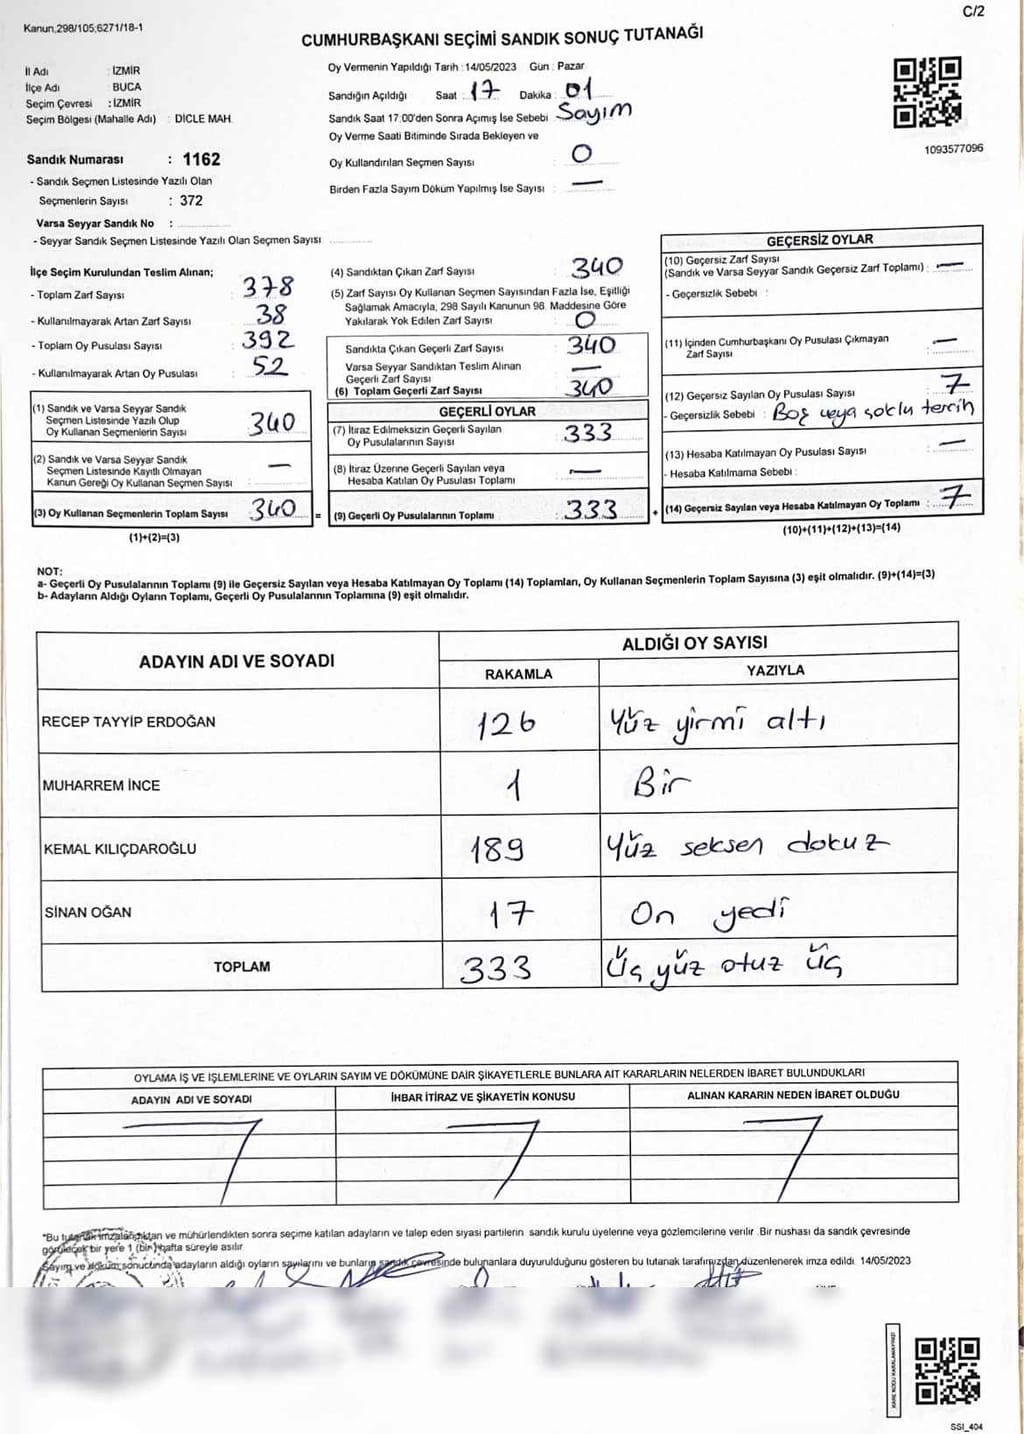 C/2
Kanun,298/105;6271/18-1
CUMHURBAŞKANI SEÇİMİ SANDIK SONUÇ TUTANAĞI
İl Adı : İZMİR
İlçe Adı : BUCA
Seçim Çevresi : İZMİR
Seçim Bölgesi (Mahalle Adı) : DİCLE MAH.
Sandık Numarası : 1162
- Sandık Seçmen Listesinde Yazılı Olan
Seçmenlerin Sayısı : 372
Varsa Seyyar Sandık No :
- Seyyar Sandık Seçmen Listesinde Yazılı Olan Seçmen Sayısı
Oy Vermenin Yapıldığı Tarih : 14/05/2023 Gün : Pazar
Sandığın Açıldığı Saat : 17 Dakika : 01
Sandık Saat 17:00'den Sonra Açımış İse Sebebi : Sayım
Oy Verme Saati Bitiminde Sırada Bekleyen ve
Oy Kullandırılan Seçmen Sayısı : 0
Birden Fazla Sayım Döküm Yapılmış İse Sayısı : —
1093577096
İlçe Seçim Kurulundan Teslim Alınan;
- Toplam Zarf Sayısı : 378
- Kullanılmayarak Artan Zarf Sayısı : 38
- Toplam Oy Pusulası Sayısı : 392
- Kullanılmayarak Artan Oy Pusulası : 52
(1) Sandık ve Varsa Seyyar Sandık
Seçmen Listesinde Yazılı Olup
Oy Kullanan Seçmenlerin Sayısı : 340
(2) Sandık ve Varsa Seyyar Sandık
Seçmen Listesinde Kayıtlı Olmayan
Kanun Gereği Oy Kullanan Seçmen Sayısı : —
(3) Oy Kullanan Seçmenlerin Toplam Sayısı : 340
(1)+(2)=(3)
(4) Sandıktan Çıkan Zarf Sayısı : 340
(5) Zarf Sayısı Oy Kullanan Seçmen Sayısından Fazla İse, Eşitliği
Sağlamak Amacıyla, 298 Sayılı Kanunun 98. Maddesine Göre
Yakılarak Yok Edilen Zarf Sayısı : 0
Sandıkta Çıkan Geçerli Zarf Sayısı : 340
Varsa Seyyar Sandıktan Teslim Alınan
Geçerli Zarf Sayısı : —
(6) Toplam Geçerli Zarf Sayısı : 340
GEÇERLİ OYLAR
(7) İtiraz Edilmeksizin Geçerli Sayılan
Oy Pusulalarının Sayısı : 333
(8) İtiraz Üzerine Geçerli Sayılan veya
Hesaba Katılan Oy Pusulası Toplamı : —
= (9) Geçerli Oy Pusulalarının Toplamı : 333
GEÇERSİZ OYLAR
(10) Geçersiz Zarf Sayısı
(Sandık ve Varsa Seyyar Sandık Geçersiz Zarf Toplamı) : —
- Geçersizlik Sebebi :
(11) İçinden Cumhurbaşkanı Oy Pusulası Çıkmayan
Zarf Sayısı : —
(12) Geçersiz Sayılan Oy Pusulası Sayısı : 7
- Geçersizlik Sebebi : Boş veya çoklu tercih
(13) Hesaba Katılmayan Oy Pusulası Sayısı : —
- Hesaba Katılmama Sebebi :
+ (14) Geçersiz Sayılan veya Hesaba Katılmayan Oy Toplamı : 7
(10)+(11)+(12)+(13)=(14)
NOT:
a- Geçerli Oy Pusulalarının Toplamı (9) ile Geçersiz Sayılan veya Hesaba Katılmayan Oy Toplamı (14) Toplamları, Oy Kullanan Seçmenlerin Toplam Sayısına (3) eşit olmalıdır. (9)+(14)=(3)
b- Adayların Aldığı Oyların Toplamı, Geçerli Oy Pusulalarının Toplamına (9) eşit olmalıdır.
ADAYIN ADI VE SOYADI
ALDIĞI OY SAYISI
RAKAMLA YAZIYLA
RECEP TAYYİP ERDOĞAN 126 Yüz yirmi altı
MUHARREM İNCE 1 Bir
KEMAL KILIÇDAROĞLU 189 Yüz seksen dokuz
SİNAN OĞAN 17 On yedi
TOPLAM 333 Üç yüz otuz üç
OYLAMA İŞ VE İŞLEMLERİNE VE OYLARIN SAYIM VE DÖKÜMÜNE DAİR ŞİKAYETLERLE BUNLARA AİT KARARLARIN NELERDEN İBARET BULUNDUKLARI
ADAYIN ADI VE SOYADI İHBAR İTİRAZ VE ŞİKAYETİN KONUSU ALINAN KARARIN NEDEN İBARET OLDUĞU
*Bu tutanak imzalandıktan ve mühürlendikten sonra seçime katılan adayların ve talep eden siyasi partilerin sandık kurulu üyelerine veya gözlemcilerine verilir. Bir nushası da sandık çevresinde
görülecek bir yere 1 (bir) hafta süreyle asılır.
Sayım ve döküm sonucunda adayların aldığı oyların sayılarını ve bunların sandık çevresinde bulunanlara duyurulduğunu gösteren bu tutanak tarafımızdan düzenlenerek imza edildi. 14/05/2023
KARE KODU KARALAMAYINIZ!
SSI_404